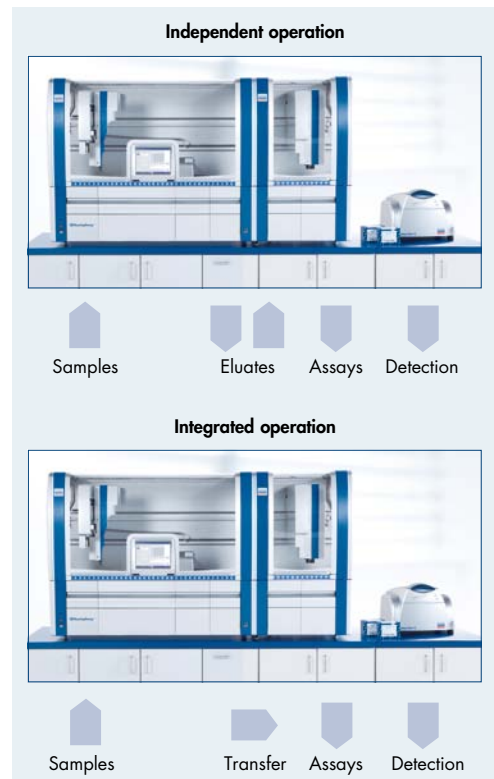 Independent operation
Samples Eluates Assays Detection
Integrated operation
Samples Transfer Assays Detection